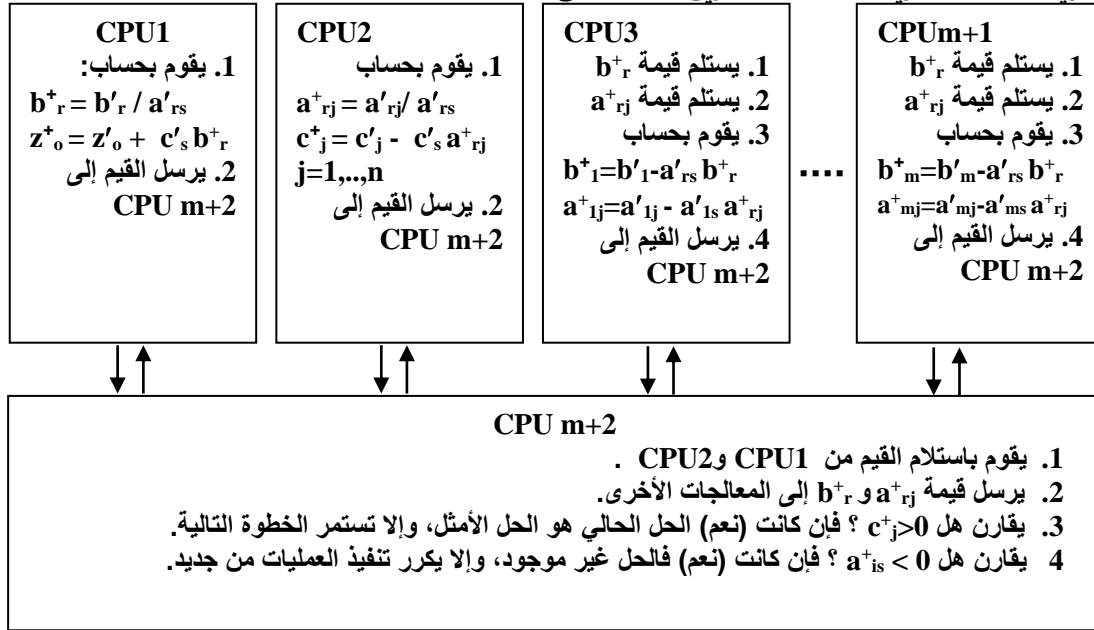 CPU1
1. يقوم بحساب:
b⁺r = b′r / a′rs
z⁺o = z′o + c′s b⁺r
2. يرسل القيم إلى
CPU m+2
CPU2
1. يقوم بحساب
a⁺rj = a′rj/ a′rs
c⁺j = c′j - c′s a⁺rj
j=1,..,n
2. يرسل القيم إلى
CPU m+2
CPU3
1. يستلم قيمة b⁺r
2. يستلم قيمة a⁺rj
3. يقوم بحساب
b⁺1=b′1-a′rs b⁺r
a⁺1j=a′1j - a′1s a⁺rj
4. يرسل القيم إلى
CPU m+2
....
CPUm+1
1. يستلم قيمة b⁺r
2. يستلم قيمة a⁺rj
3. يقوم بحساب
b⁺m=b′m-a′rs b⁺r
a⁺mj=a′mj-a′ms a⁺rj
4. يرسل القيم إلى
CPU m+2
CPU m+2
1. يقوم باستلام القيم من CPU1 وCPU2 .
2. يرسل قيمة a⁺rj و b⁺r إلى المعالجات الأخرى.
3. يقارن هل c⁺j>0 ؟ فإن كانت (نعم) الحل الحالي هو الحل الأمثل، وإلا تستمر الخطوة التالية.
4 يقارن هل a⁺is < 0 ؟ فإن كانت (نعم) فالحل غير موجود، وإلا يكرر تنفيذ العمليات من جديد.